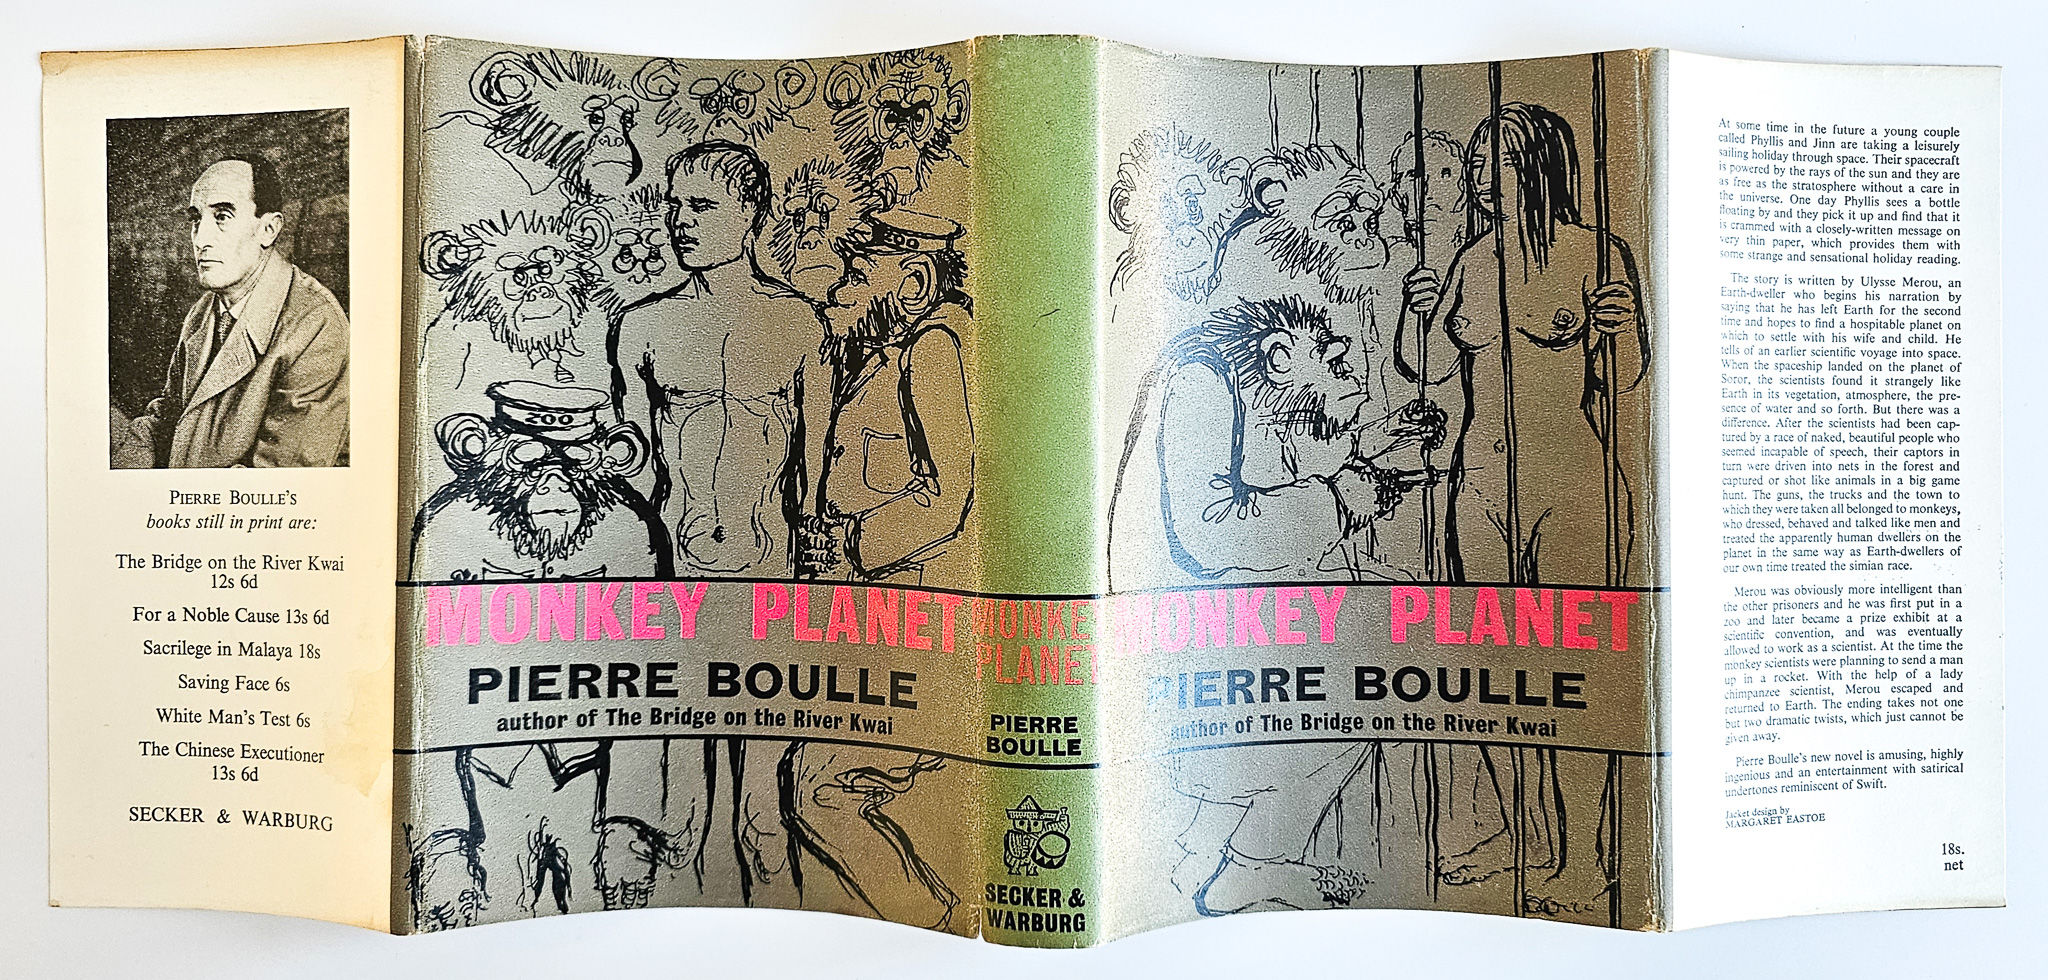 PIERRE BOULLE'S
books still in print are:
The Bridge on the River Kwai
12s 6d
For a Noble Cause 13s 6d
Sacrilege in Malaya 18s
Saving Face 6s
White Man's Test 6s
The Chinese Executioner
13s 6d
SECKER & WARBURG
ZOO
ZOO
MONKEY PLANET
PIERRE BOULLE
author of The Bridge on the River Kwai
MONKEY
PLANET
PIERRE
BOULLE
SECKER &
WARBURG
MONKEY PLANET
PIERRE BOULLE
author of The Bridge on the River Kwai
At some time in the future a young couple
called Phyllis and Jinn are taking a leisurely
sailing holiday through space. Their spacecraft
is powered by the rays of the sun and they are
as free as the stratosphere without a care in
the universe. One day Phyllis sees a bottle
floating by and they pick it up and find that it
is crammed with a closely-written message on
very thin paper, which provides them with
some strange and sensational holiday reading.
The story is written by Ulysse Merou, an
Earth-dweller who begins his narration by
saying that he has left Earth for the second
time and hopes to find a hospitable planet on
which to settle with his wife and child. He
tells of an earlier scientific voyage into space.
When the spaceship landed on the planet of
Soror, the scientists found it strangely like
Earth in its vegetation, atmosphere, the pre-
sence of water and so forth. But there was a
difference. After the scientists had been cap-
tured by a race of naked, beautiful people who
seemed incapable of speech, their captors in
turn were driven into nets in the forest and
captured or shot like animals in a big game
hunt. The guns, the trucks and the town to
which they were taken all belonged to monkeys,
who dressed, behaved and talked like men and
treated the apparently human dwellers on the
planet in the same way as Earth-dwellers of
our own time treated the simian race.
Merou was obviously more intelligent than
the other prisoners and he was first put in a
zoo and later became a prize exhibit at a
scientific convention, and was eventually
allowed to work as a scientist. At the time the
monkey scientists were planning to send a man
up in a rocket. With the help of a lady
chimpanzee scientist, Merou escaped and
returned to Earth. The ending takes not one
but two dramatic twists, which just cannot be
given away.
Pierre Boulle's new novel is amusing, highly
ingenious and an entertainment with satirical
undertones reminiscent of Swift.
Jacket design by
MARGARET EASTOE
18s.
net